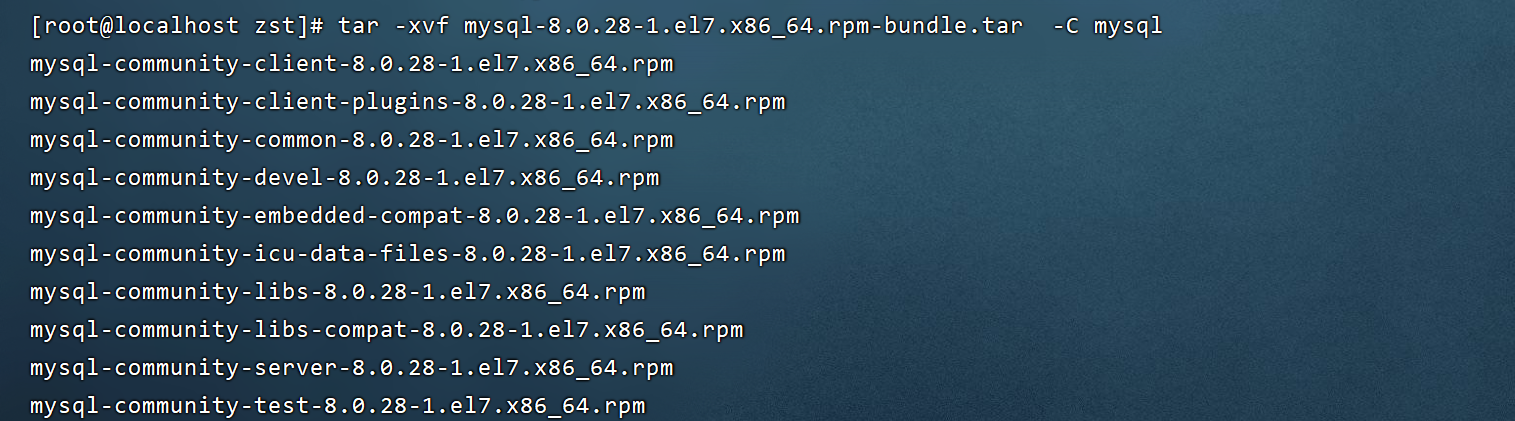 [root@localhost zst]# tar -xvf mysql-8.0.28-1.el7.x86_64.rpm-bundle.tar  -C mysql
mysql-community-client-8.0.28-1.el7.x86_64.rpm
mysql-community-client-plugins-8.0.28-1.el7.x86_64.rpm
mysql-community-common-8.0.28-1.el7.x86_64.rpm
mysql-community-devel-8.0.28-1.el7.x86_64.rpm
mysql-community-embedded-compat-8.0.28-1.el7.x86_64.rpm
mysql-community-icu-data-files-8.0.28-1.el7.x86_64.rpm
mysql-community-libs-8.0.28-1.el7.x86_64.rpm
mysql-community-libs-compat-8.0.28-1.el7.x86_64.rpm
mysql-community-server-8.0.28-1.el7.x86_64.rpm
mysql-community-test-8.0.28-1.el7.x86_64.rpm